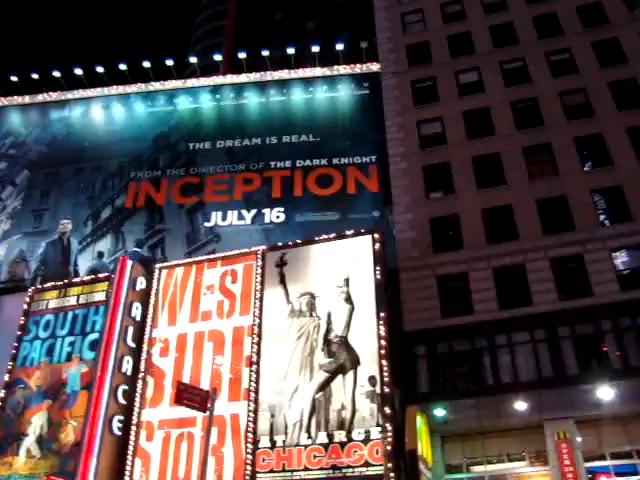 THE DREAM IS REAL.
FROM THE DIRECTOR OF THE DARK KNIGHT
INCEPTION
JULY 16
SOUTH
PACIFIC
PALACE
WEST
SIDE
STORY
AT LARGE
CHICAGO
OPEN